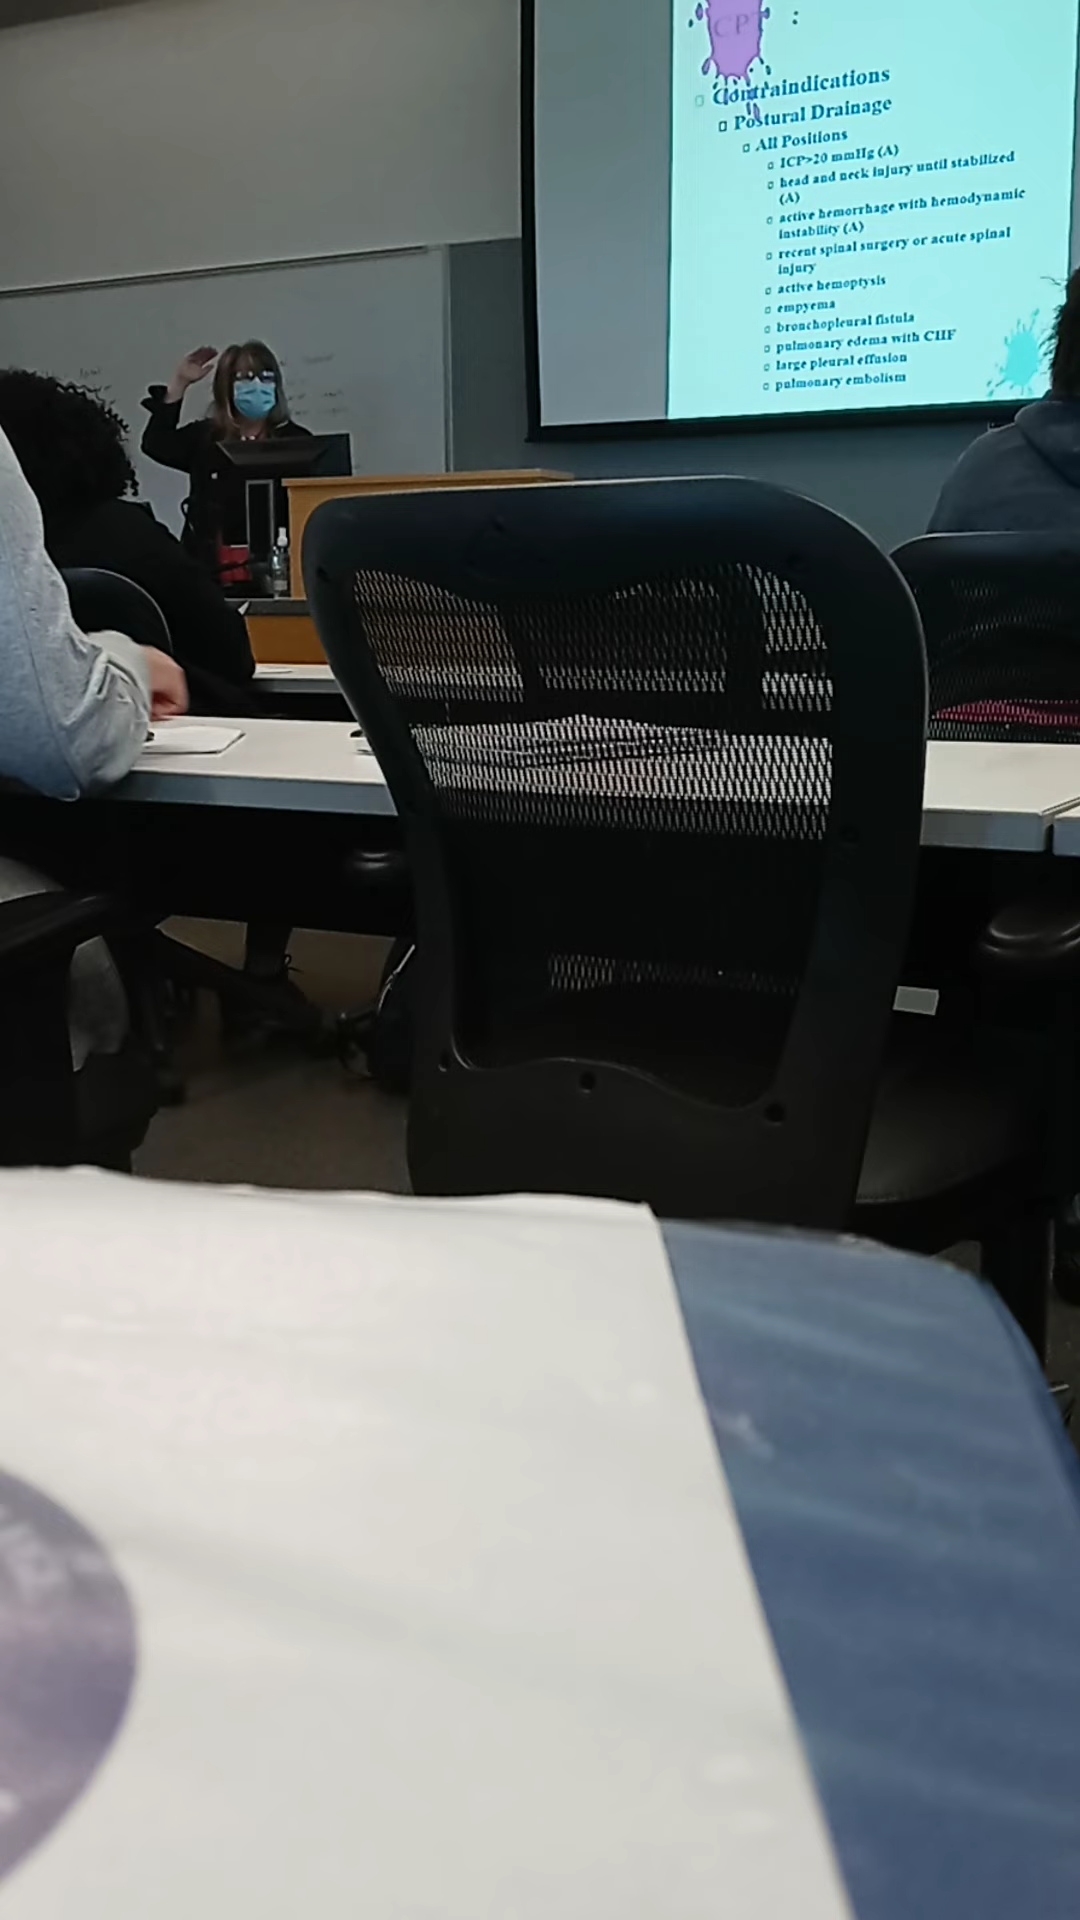 CPT :
Contraindications
Postural Drainage
All Positions
ICP>20 mmHg (A)
head and neck injury until stabilized
(A)
active hemorrhage with hemodynamic
instability (A)
recent spinal surgery or acute spinal
injury
active hemoptysis
empyema
bronchopleural fistula
pulmonary edema with CHF
large pleural effusion
pulmonary embolism